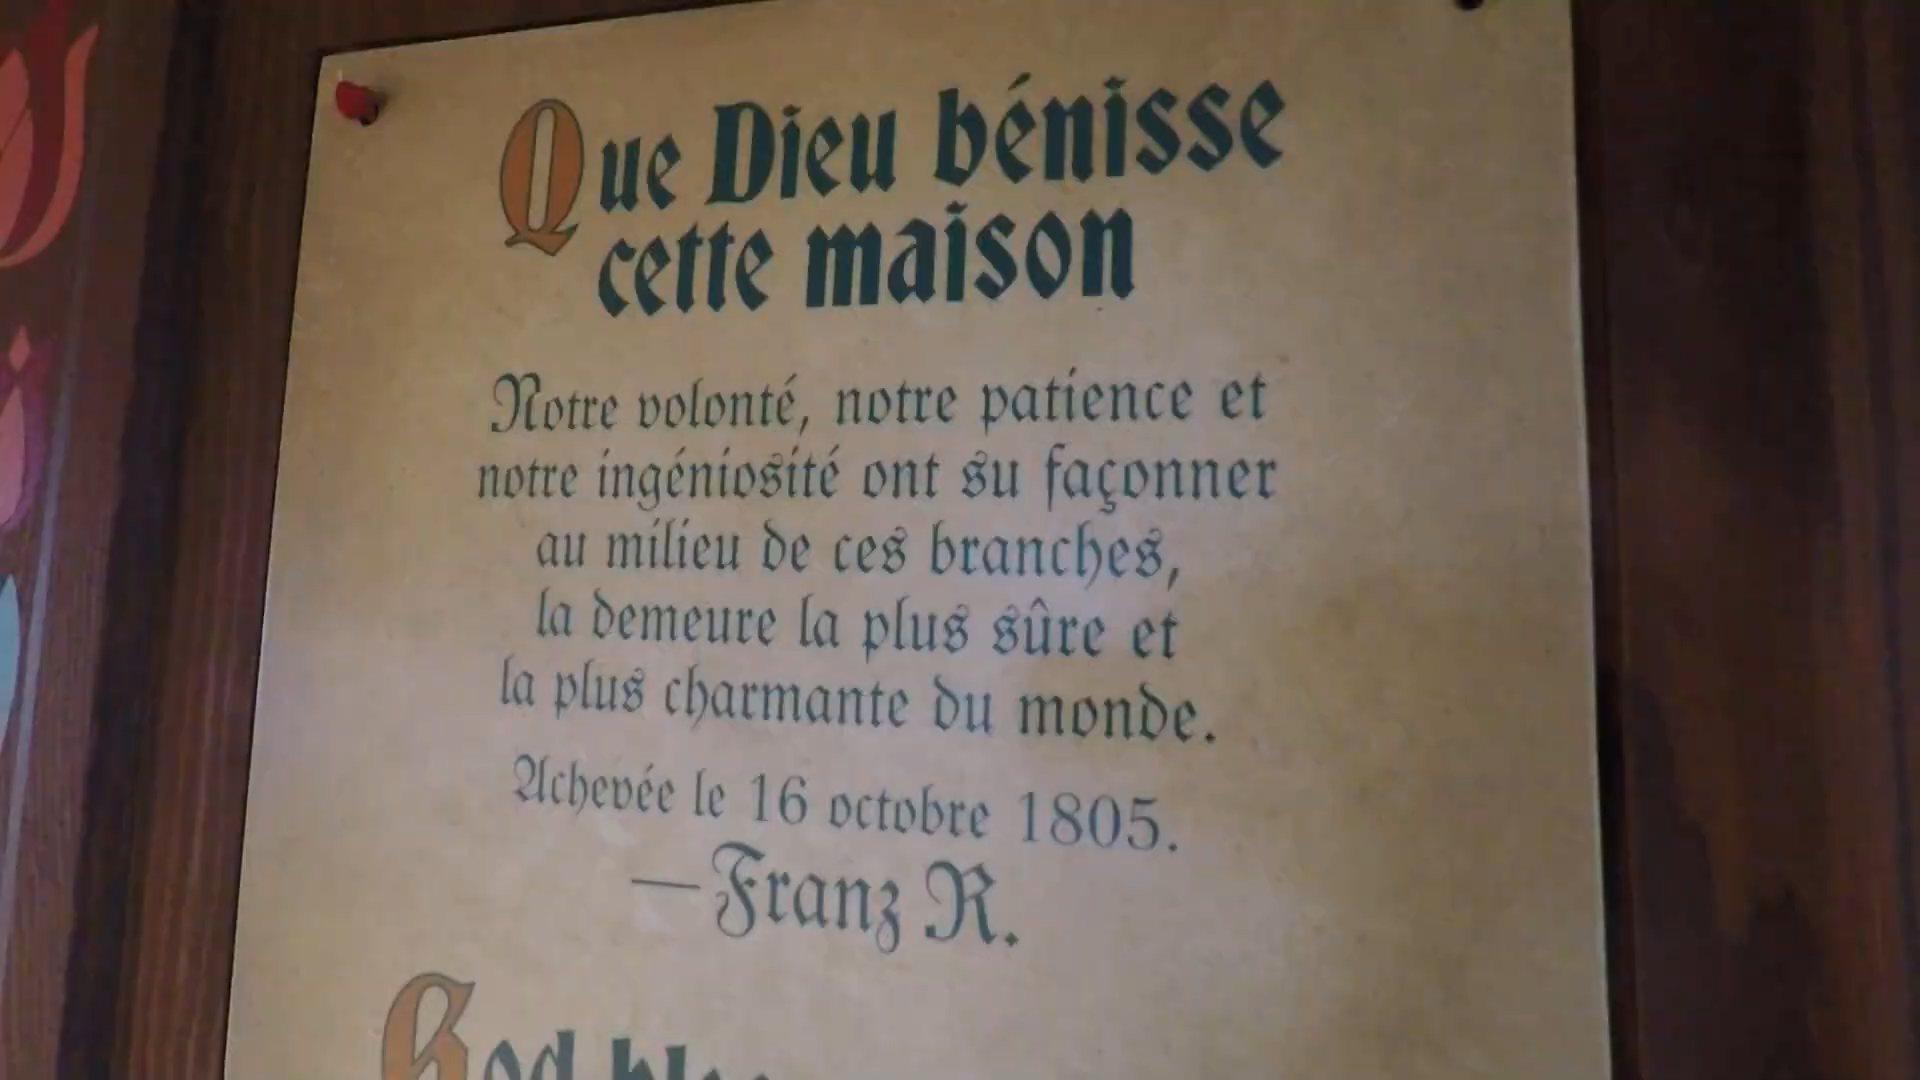 Que Dieu bénisse
cette maison
Notre volonté, notre patience et
notre ingéniosité ont su façonner
au milieu de ces branches,
la demeure la plus sûre et
la plus charmante du monde.
Achevée le 16 octobre 1805.
—Franz R.
God